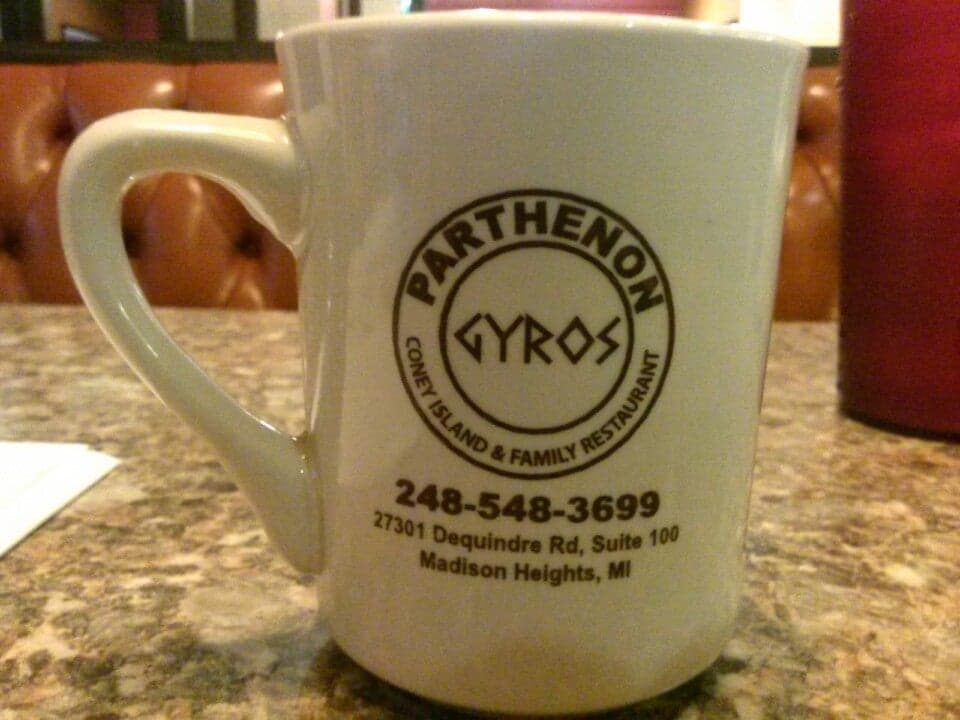 PARTHENON
GYROS
CONEY ISLAND & FAMILY RESTAURANT
248-548-3699
27301 Dequindre Rd, Suite 100
Madison Heights, MI